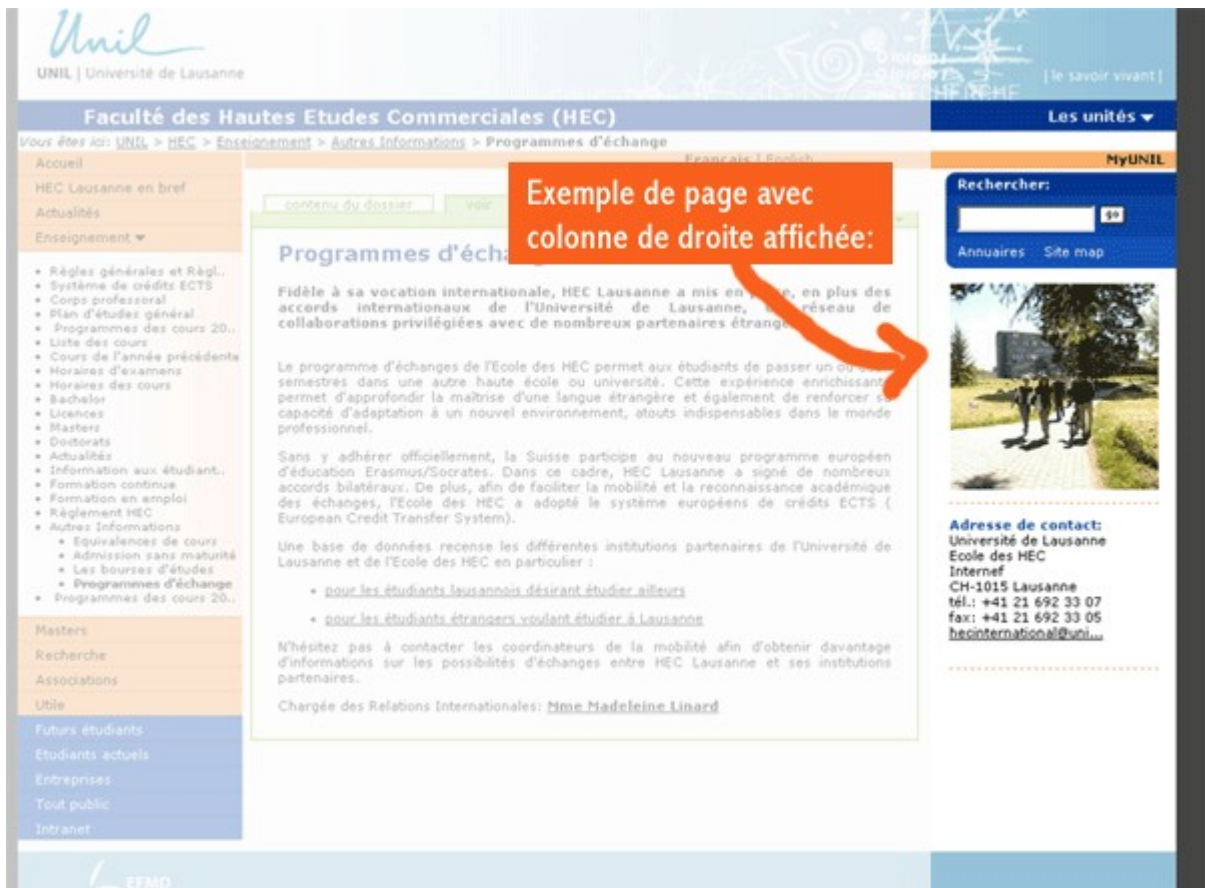 Unil
UNIL | Université de Lausanne
| le savoir vivant |
HERCHE
Faculté des Hautes Etudes Commerciales (HEC)
Les unités
Vous êtes ici: UNIL > HEC > Enseignement > Autres Informations > Programmes d'échange
Accueil
Français | English
MyUNIL
HEC Lausanne en bref
Actualités
Enseignement
• Règles générales et Règl..
• Système de crédits ECTS
• Corps professoral
• Plan d'études général
• Programmes des cours 20..
• Liste des cours
• Cours de l'année précédente
• Horaires d'examens
• Horaires des cours
• Bachelor
• Licences
• Masters
• Doctorats
• Actualités
• Information aux étudiant..
• Formation continue
• Formation en emploi
• Règlement HEC
• Autres Informations
• Equivalences de cours
• Admission sans maturité
• Les bourses d'études
• Programmes d'échange
• Programmes des cours 20..
Masters
Recherche
Associations
Utile
Futurs étudiants
Etudiants actuels
Entreprises
Tout public
Intranet
contenu du dossier
voir
Exemple de page avec
colonne de droite affichée:
Programmes d'éch
Fidèle à sa vocation internationale, HEC Lausanne a mis en , en plus des
accords internationaux de l'Université de Lausanne, réseau de
collaborations privilégiées avec de nombreux partenaires étrang
Le programme d'échanges de l'Ecole des HEC permet aux étudiants de passer un ou
semestres dans une autre haute école ou université. Cette expérience enrichissant
permet d'approfondir la maîtrise d'une langue étrangère et également de renforcer s
capacité d'adaptation à un nouvel environnement, atouts indispensables dans le monde
professionnel.
Sans y adhérer officiellement, la Suisse participe au nouveau programme européen
d'éducation Erasmus/Socrates. Dans ce cadre, HEC Lausanne a signé de nombreux
accords bilatéraux. De plus, afin de faciliter la mobilité et la reconnaissance académique
des échanges, l'Ecole des HEC a adopté le système européens de crédits ECTS (
European Credit Transfer System).
Une base de données recense les différentes institutions partenaires de l'Université de
Lausanne et de l'Ecole des HEC en particulier :
• pour les étudiants lausannois désirant étudier ailleurs
• pour les étudiants étrangers voulant étudier à Lausanne
N'hésitez pas à contacter les coordinateurs de la mobilité afin d'obtenir davantage
d'informations sur les possibilités d'échanges entre HEC Lausanne et ses institutions
partenaires.
Chargée des Relations Internationales: Mme Madeleine Linard
Rechercher:
go
Annuaires Site map
Adresse de contact:
Université de Lausanne
Ecole des HEC
Internef
CH-1015 Lausanne
tél.: +41 21 692 33 07
fax: +41 21 692 33 05
hecinternational@uni...
EFMD